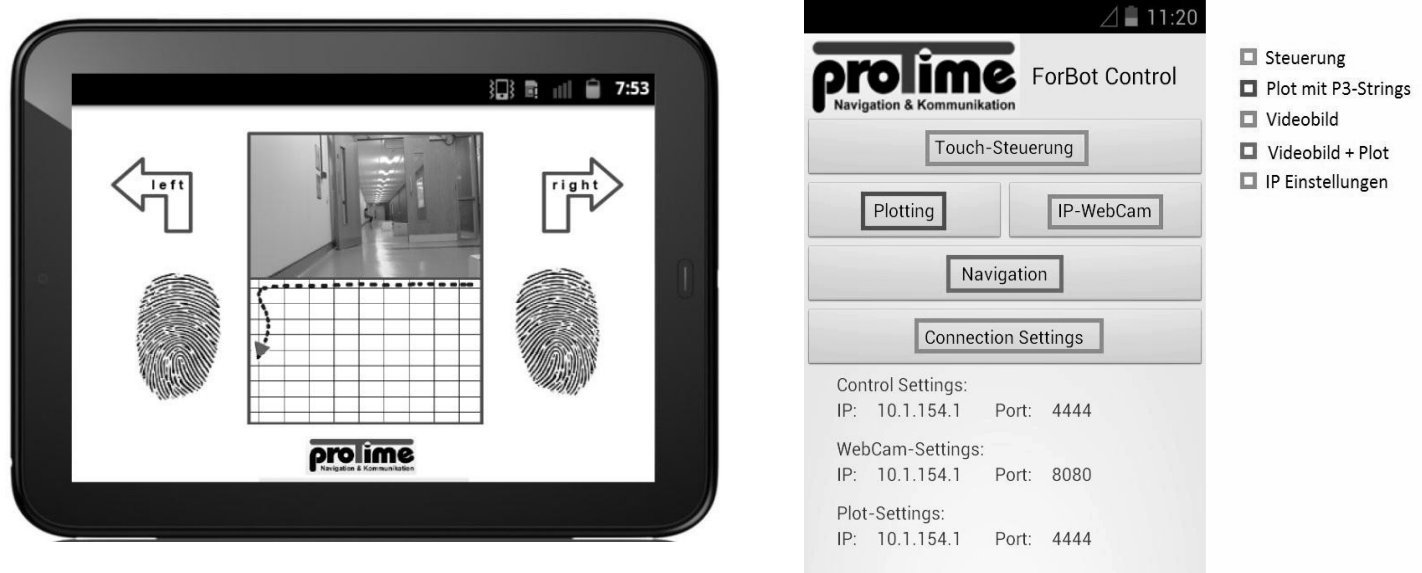 7:53
left
right
proTime
Navigation & Kommunikation
11:20
proTime
Navigation & Kommunikation
ForBot Control
Touch-Steuerung
Plotting
IP-WebCam
Navigation
Connection Settings
Control Settings:
IP: 10.1.154.1 Port: 4444
WebCam-Settings:
IP: 10.1.154.1 Port: 8080
Plot-Settings:
IP: 10.1.154.1 Port: 4444
Steuerung
Plot mit P3-Strings
Videobild
Videobild + Plot
IP Einstellungen